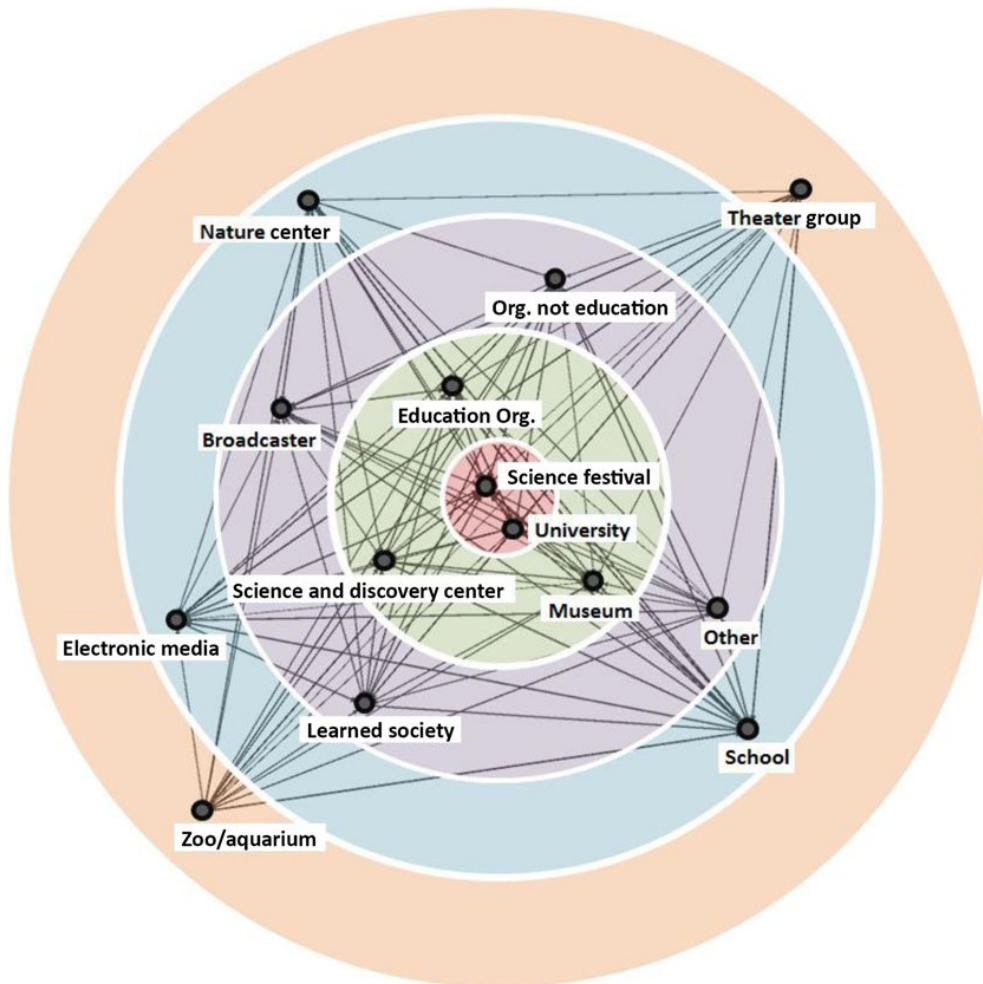 Theater group
Nature center
Org. not education
Education Org.
Broadcaster
Science festival
University
Science and discovery center
Museum
Other
Electronic media
Learned society
School
Zoo/aquarium